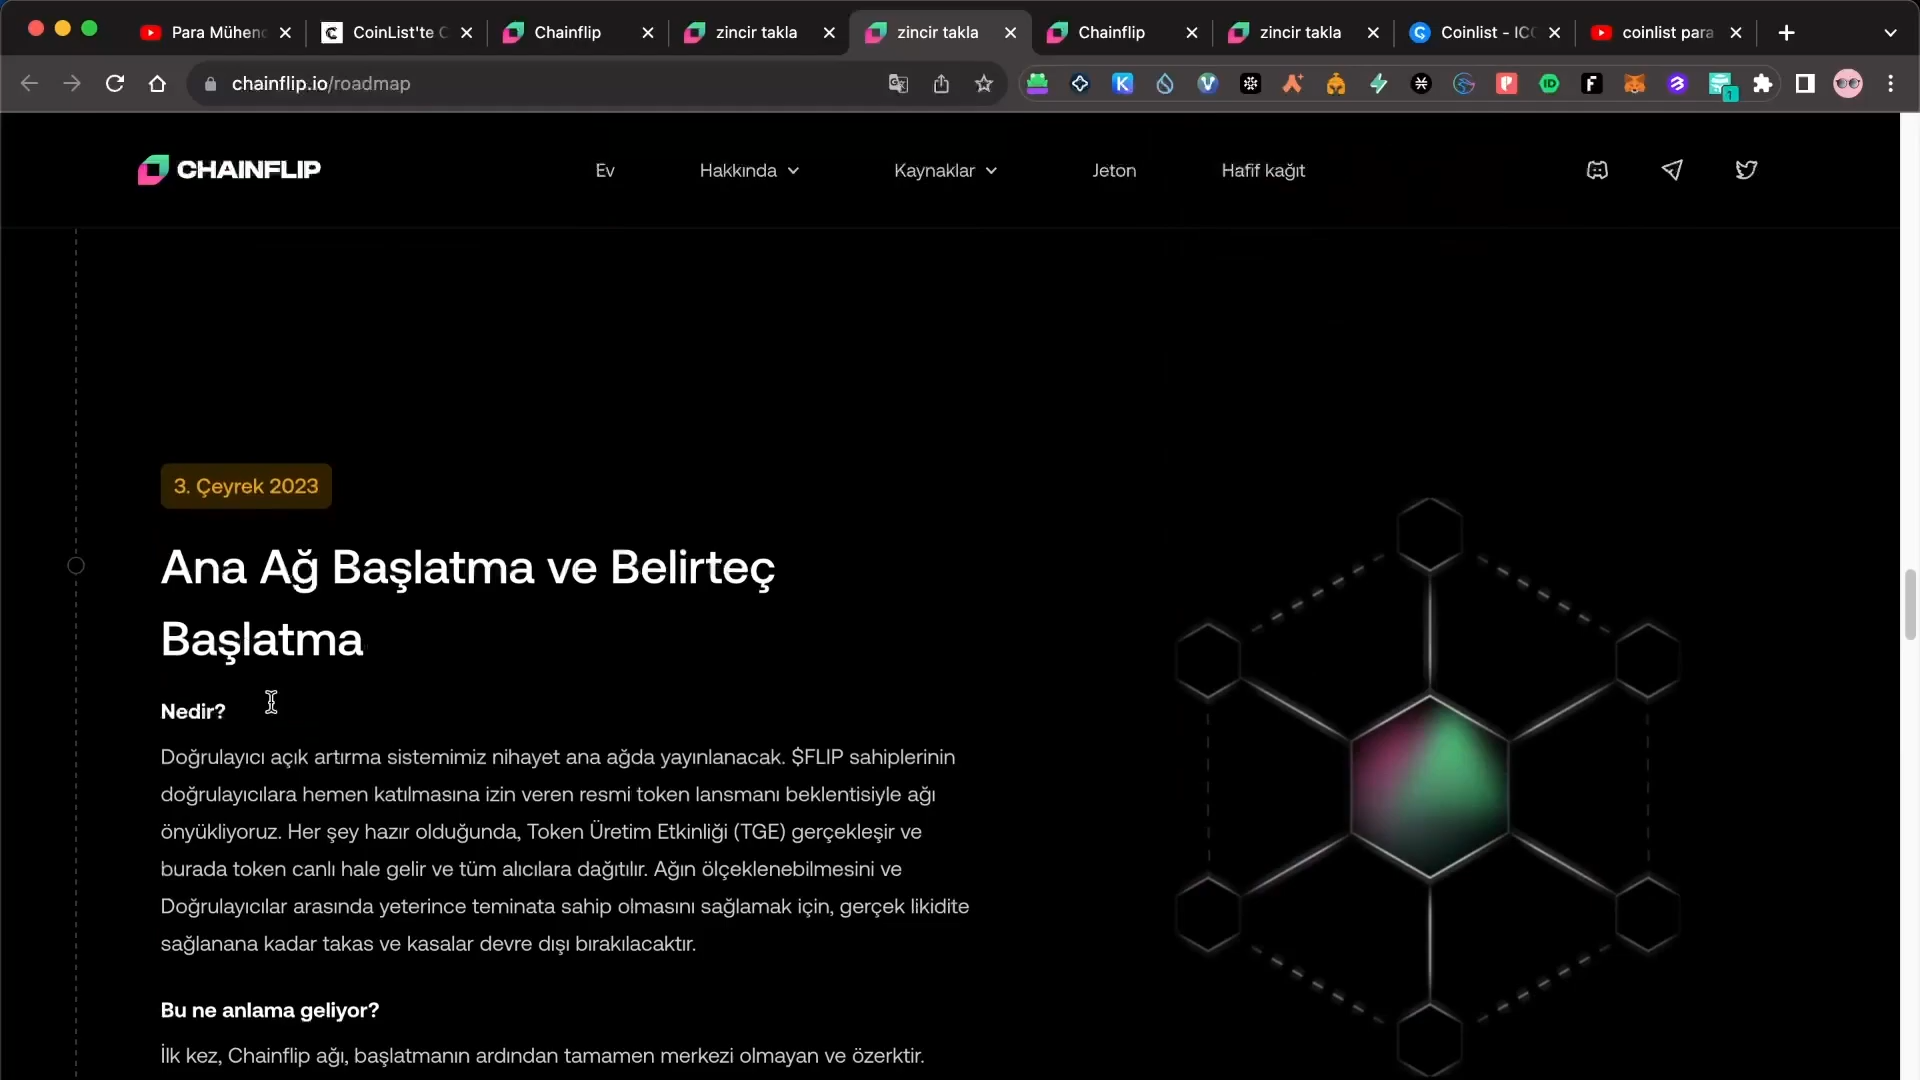 Para Mühen
CoinList'te C
Chainflip
zincir takla
zincir takla
Chainflip
zincir takla
Coinlist - ICO
coinlist para
chainflip.io/roadmap
CHAINFLIP
Ev
Hakkında
Kaynaklar
Jeton
Hafif kağıt
3. Çeyrek 2023
Ana Ağ Başlatma ve Belirteç
Başlatma
Nedir?
Doğrulayıcı açık artırma sistemimiz nihayet ana ağda yayınlanacak. $FLIP sahiplerinin
doğrulayıcılara hemen katılmasına izin veren resmi token lansmanı beklentisiyle ağı
önyükliyoruz. Her şey hazır olduğunda, Token Üretim Etkinliği (TGE) gerçekleşir ve
burada token canlı hale gelir ve tüm alıcılara dağıtılır. Ağın ölçeklenebilmesini ve
Doğrulayıcılar arasında yeterince teminata sahip olmasını sağlamak için, gerçek likidite
sağlanana kadar takas ve kasalar devre dışı bırakılacaktır.
Bu ne anlama geliyor?
İlk kez, Chainflip ağı, başlatmanın ardından tamamen merkezi olmayan ve özerktir.